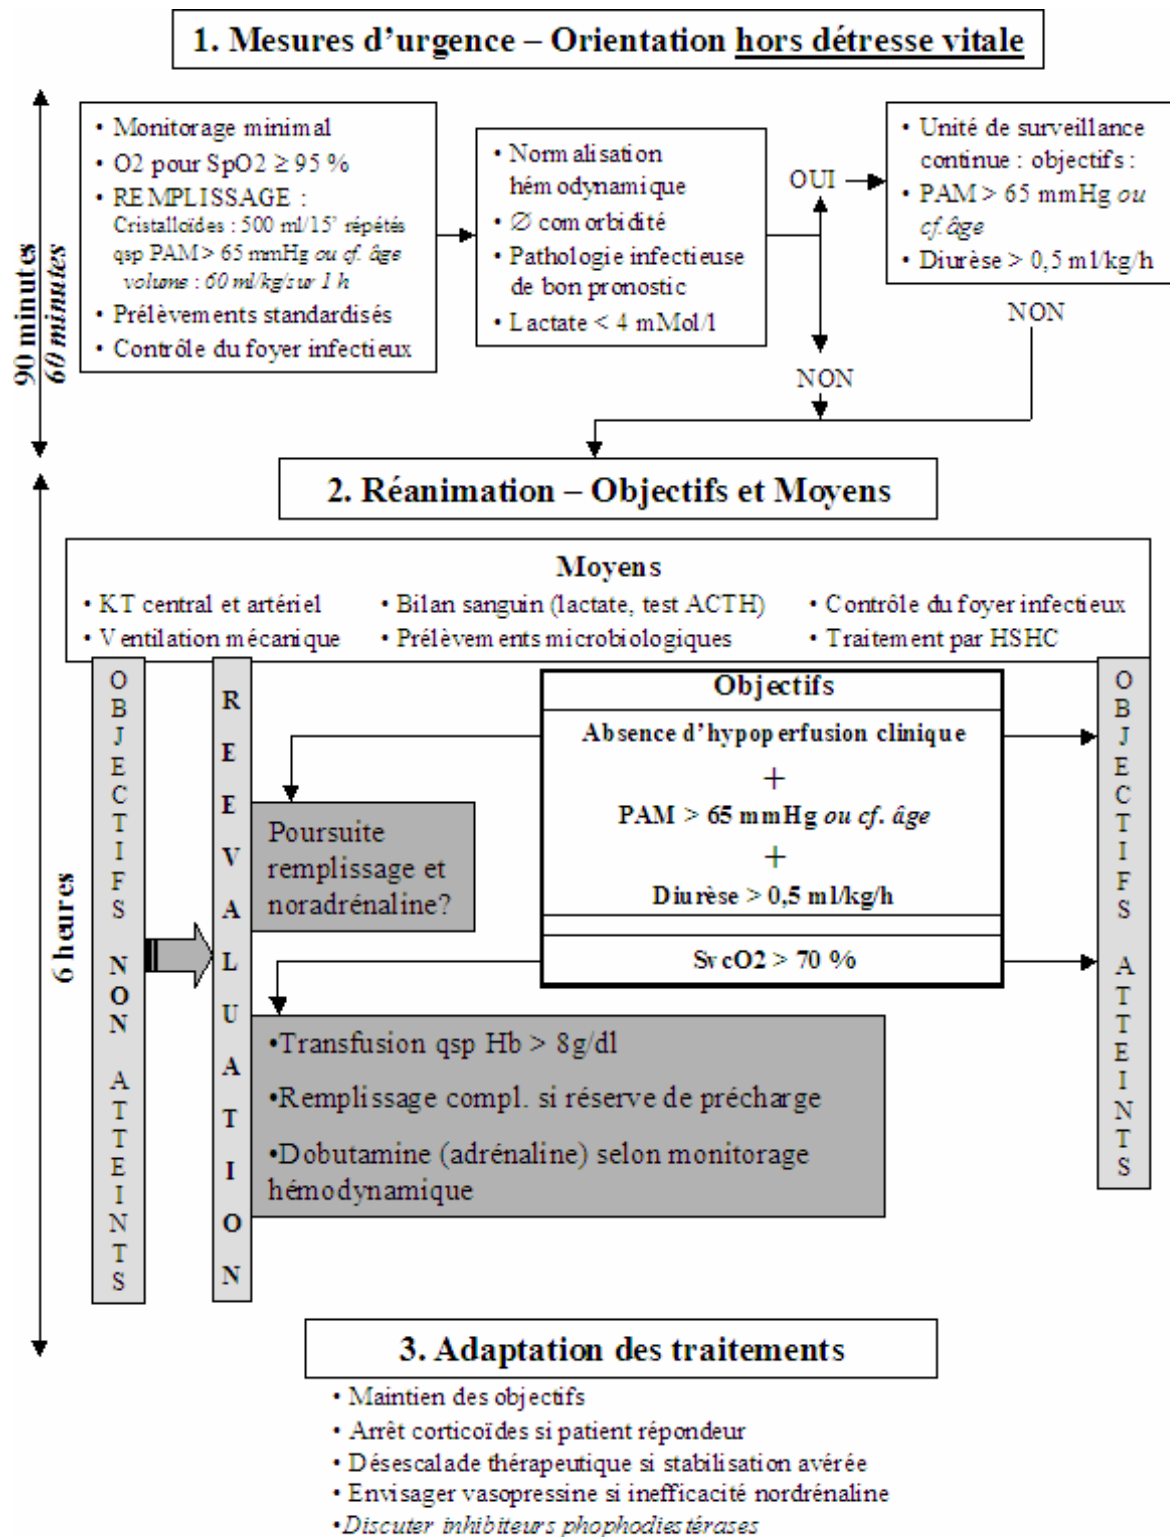 1. Mesures d'urgence – Orientation hors détresse vitale
90 minutes
60 minutes
• Monitorage minimal
• O2 pour SpO2 ≥ 95 %
• REMPLISSAGE :
Cristalloïdes : 500 ml/15' répétés
qsp PAM > 65 mmHg ou cf. âge
volume : 60 ml/kg/sur 1 h
• Prélèvements standardisés
• Contrôle du foyer infectieux
• Normalisation
hémodynamique
• ∅ comorbidité
• Pathologie infectieuse
de bon pronostic
• Lactate < 4 mMol/l
OUI
NON
• Unité de surveillance
continue : objectifs :
• PAM > 65 mmHg ou
cf. âge
• Diurèse > 0,5 ml/kg/h
NON
2. Réanimation – Objectifs et Moyens
6 heures
Moyens
• KT central et artériel
• Bilan sanguin (lactate, test ACTH)
• Contrôle du foyer infectieux
• Ventilation mécanique
• Prélèvements microbiologiques
• Traitement par HSHC
OBJECTIFS NON ATTEINTS
REEVALUATION
Objectifs
Absence d'hypoperfusion clinique
+
PAM > 65 mmHg ou cf. âge
+
Diurèse > 0,5 ml/kg/h
SvcO2 > 70 %
OBJECTIFS ATTEINTS
Poursuite
remplissage et
noradrénaline?
•Transfusion qsp Hb > 8g/dl
•Remplissage compl. si réserve de précharge
•Dobutamine (adrénaline) selon monitorage
hémodynamique
3. Adaptation des traitements
• Maintien des objectifs
• Arrêt corticoïdes si patient répondeur
• Désescalade thérapeutique si stabilisation avérée
• Envisager vasopressine si inefficacité nordrénaline
•Discuter inhibiteurs phophodiestérases